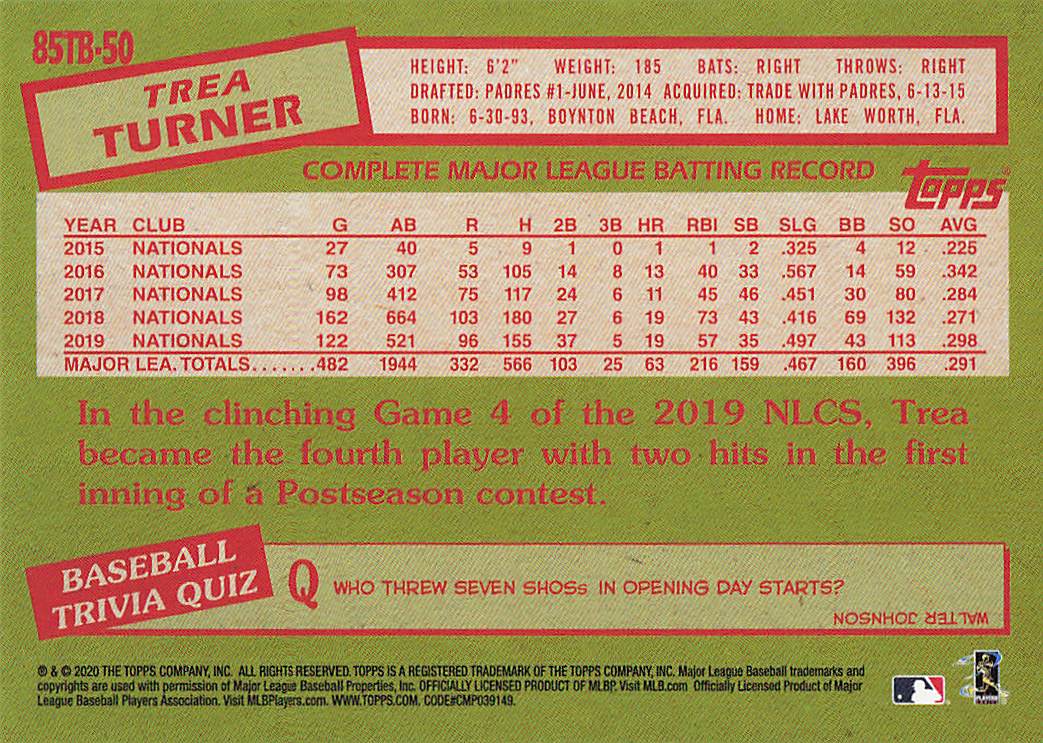 85TB-50
TREA
TURNER
HEIGHT: 6'2" WEIGHT: 185 BATS: RIGHT THROWS: RIGHT
DRAFTED: PADRES #1-JUNE, 2014 ACQUIRED: TRADE WITH PADRES, 6-13-15
BORN: 6-30-93, BOYNTON BEACH, FLA. HOME: LAKE WORTH, FLA.
COMPLETE MAJOR LEAGUE BATTING RECORD
Topps®
YEAR CLUB G AB R H 2B 3B HR RBI SB SLG BB SO AVG
2015 NATIONALS 27 40 5 9 1 0 1 1 2 .325 4 12 .225
2016 NATIONALS 73 307 53 105 14 8 13 40 33 .567 14 59 .342
2017 NATIONALS 98 412 75 117 24 6 11 45 46 .451 30 80 .284
2018 NATIONALS 162 664 103 180 27 6 19 73 43 .416 69 132 .271
2019 NATIONALS 122 521 96 155 37 5 19 57 35 .497 43 113 .298
MAJOR LEA. TOTALS.......482 1944 332 566 103 25 63 216 159 .467 160 396 .291
In the clinching Game 4 of the 2019 NLCS, Trea
became the fourth player with two hits in the first
inning of a Postseason contest.
BASEBALL
TRIVIA QUIZ
Q WHO THREW SEVEN SHOSs IN OPENING DAY STARTS?
WALTER JOHNSON
® & © 2020 THE TOPPS COMPANY, INC. ALL RIGHTS RESERVED. TOPPS IS A REGISTERED TRADEMARK OF THE TOPPS COMPANY, INC. Major League Baseball trademarks and
copyrights are used with permission of Major League Baseball Properties, Inc. OFFICIALLY LICENSED PRODUCT OF MLBP. Visit MLB.com Officially Licensed Product of Major
League Baseball Players Association. Visit MLBPlayers.com. WWW.TOPPS.COM. CODE#CMP039149.